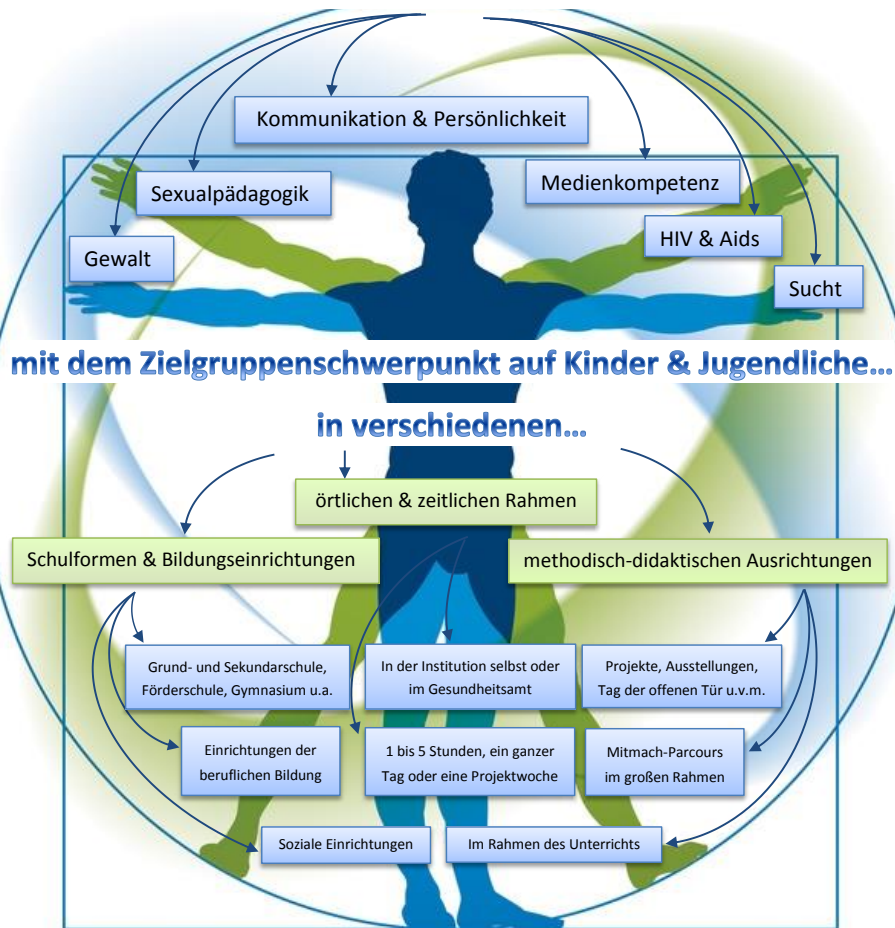 Kommunikation & Persönlichkeit
Sexualpädagogik
Medienkompetenz
Gewalt
HIV & Aids
Sucht
mit dem Zielgruppenschwerpunkt auf Kinder & Jugendliche...
in verschiedenen...
örtlichen & zeitlichen Rahmen
Schulformen & Bildungseinrichtungen
methodisch-didaktischen Ausrichtungen
Grund- und Sekundarschule,
Förderschule, Gymnasium u.a.
In der Institution selbst oder
im Gesundheitsamt
Projekte, Ausstellungen,
Tag der offenen Tür u.v.m.
Einrichtungen der
beruflichen Bildung
1 bis 5 Stunden, ein ganzer
Tag oder eine Projektwoche
Mitmach-Parcours
im großen Rahmen
Soziale Einrichtungen
Im Rahmen des Unterrichts